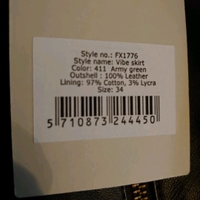 Style no.: FX1776
Style name: Vibe skirt
Color: 411 Army green
Outshell : 100% Leather
Lining: 97% Cotton, 3% Lycra
Size: 34
5 710873 244450